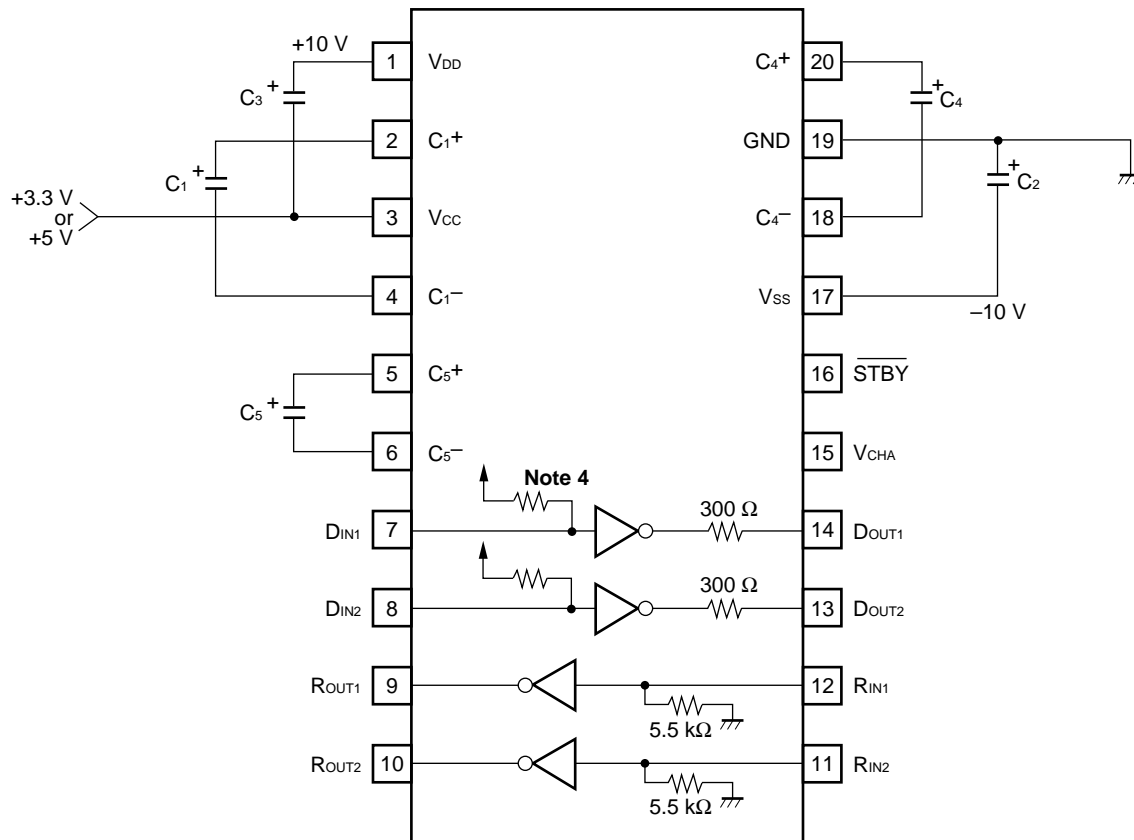 +10 V
1 VDD C4+ 20
C3 + + C4
2 C1+ GND 19
C1 + + C2
+3.3 V
or
+5 V
3 VCC C4– 18
4 C1– VSS 17
–10 V
5 C5+ S̅T̅B̅Y̅ 16
C5 +
6 C5– VCHA 15
Note 4
300 Ω
DIN1 7 14 DOUT1
300 Ω
DIN2 8 13 DOUT2
ROUT1 9 12 RIN1
5.5 kΩ
ROUT2 10 11 RIN2
5.5 kΩ